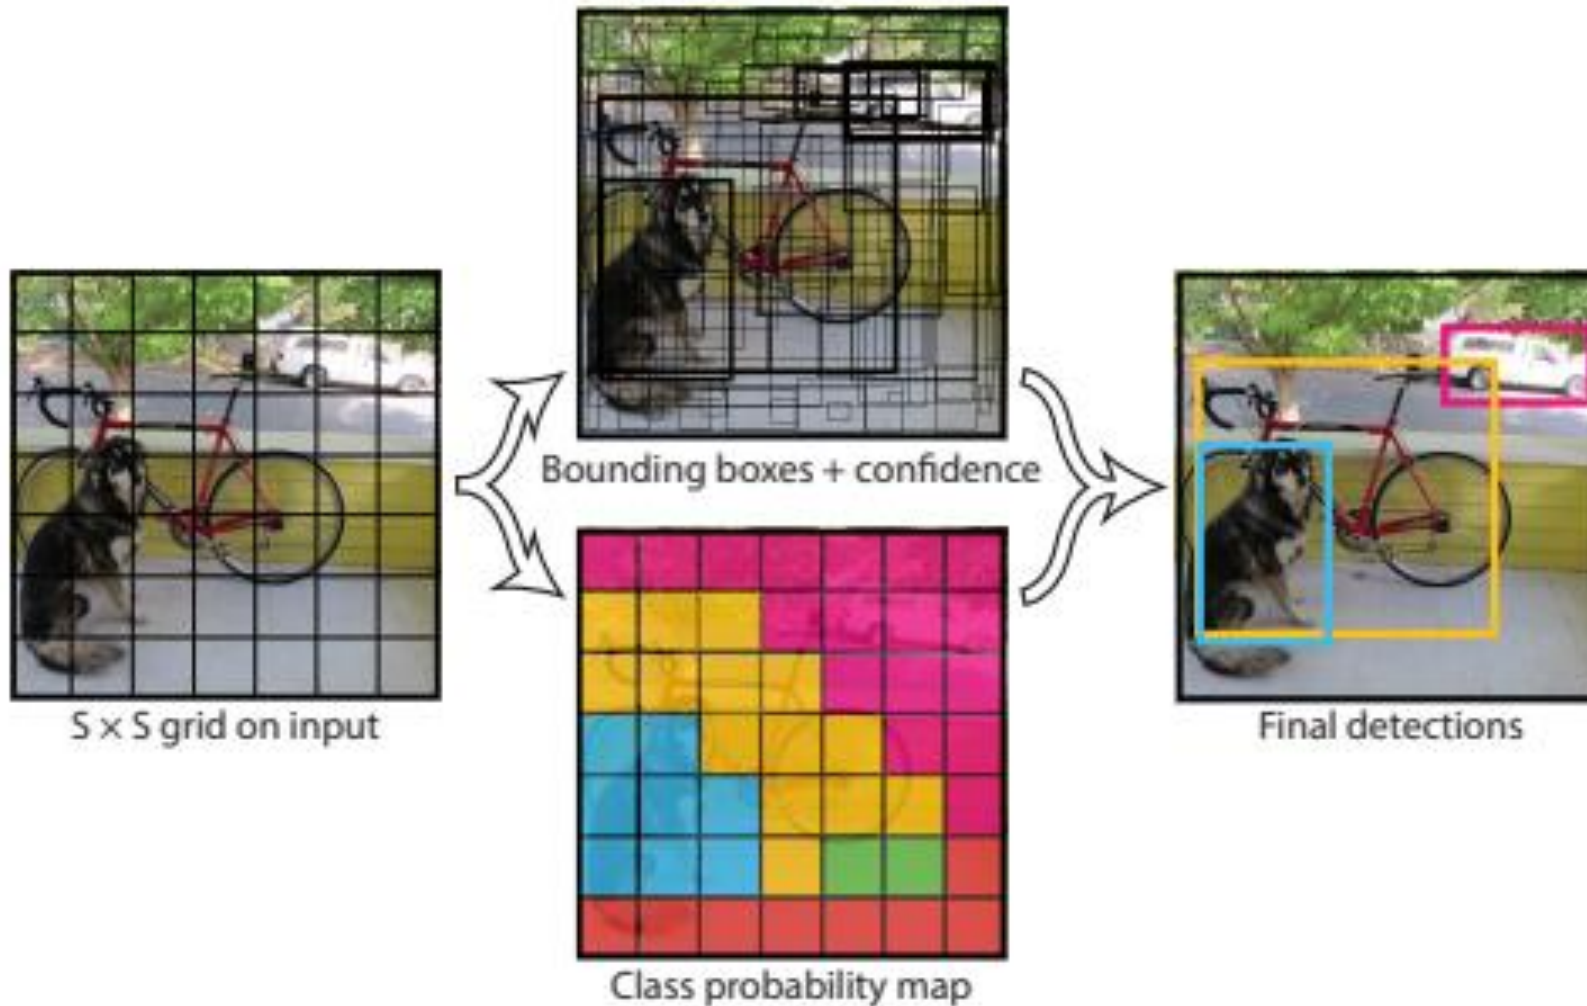 Bounding boxes + confidence
S × S grid on input
Final detections
Class probability map